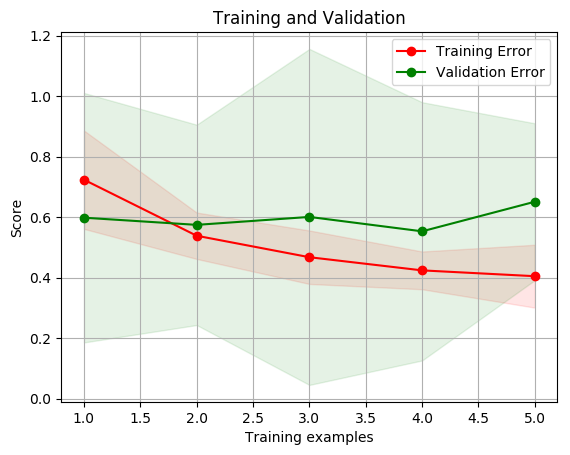 Training and Validation
Training Error
Validation Error
Score
1.2
1.0
0.8
0.6
0.4
0.2
0.0
1.0 1.5 2.0 2.5 3.0 3.5 4.0 4.5 5.0
Training examples